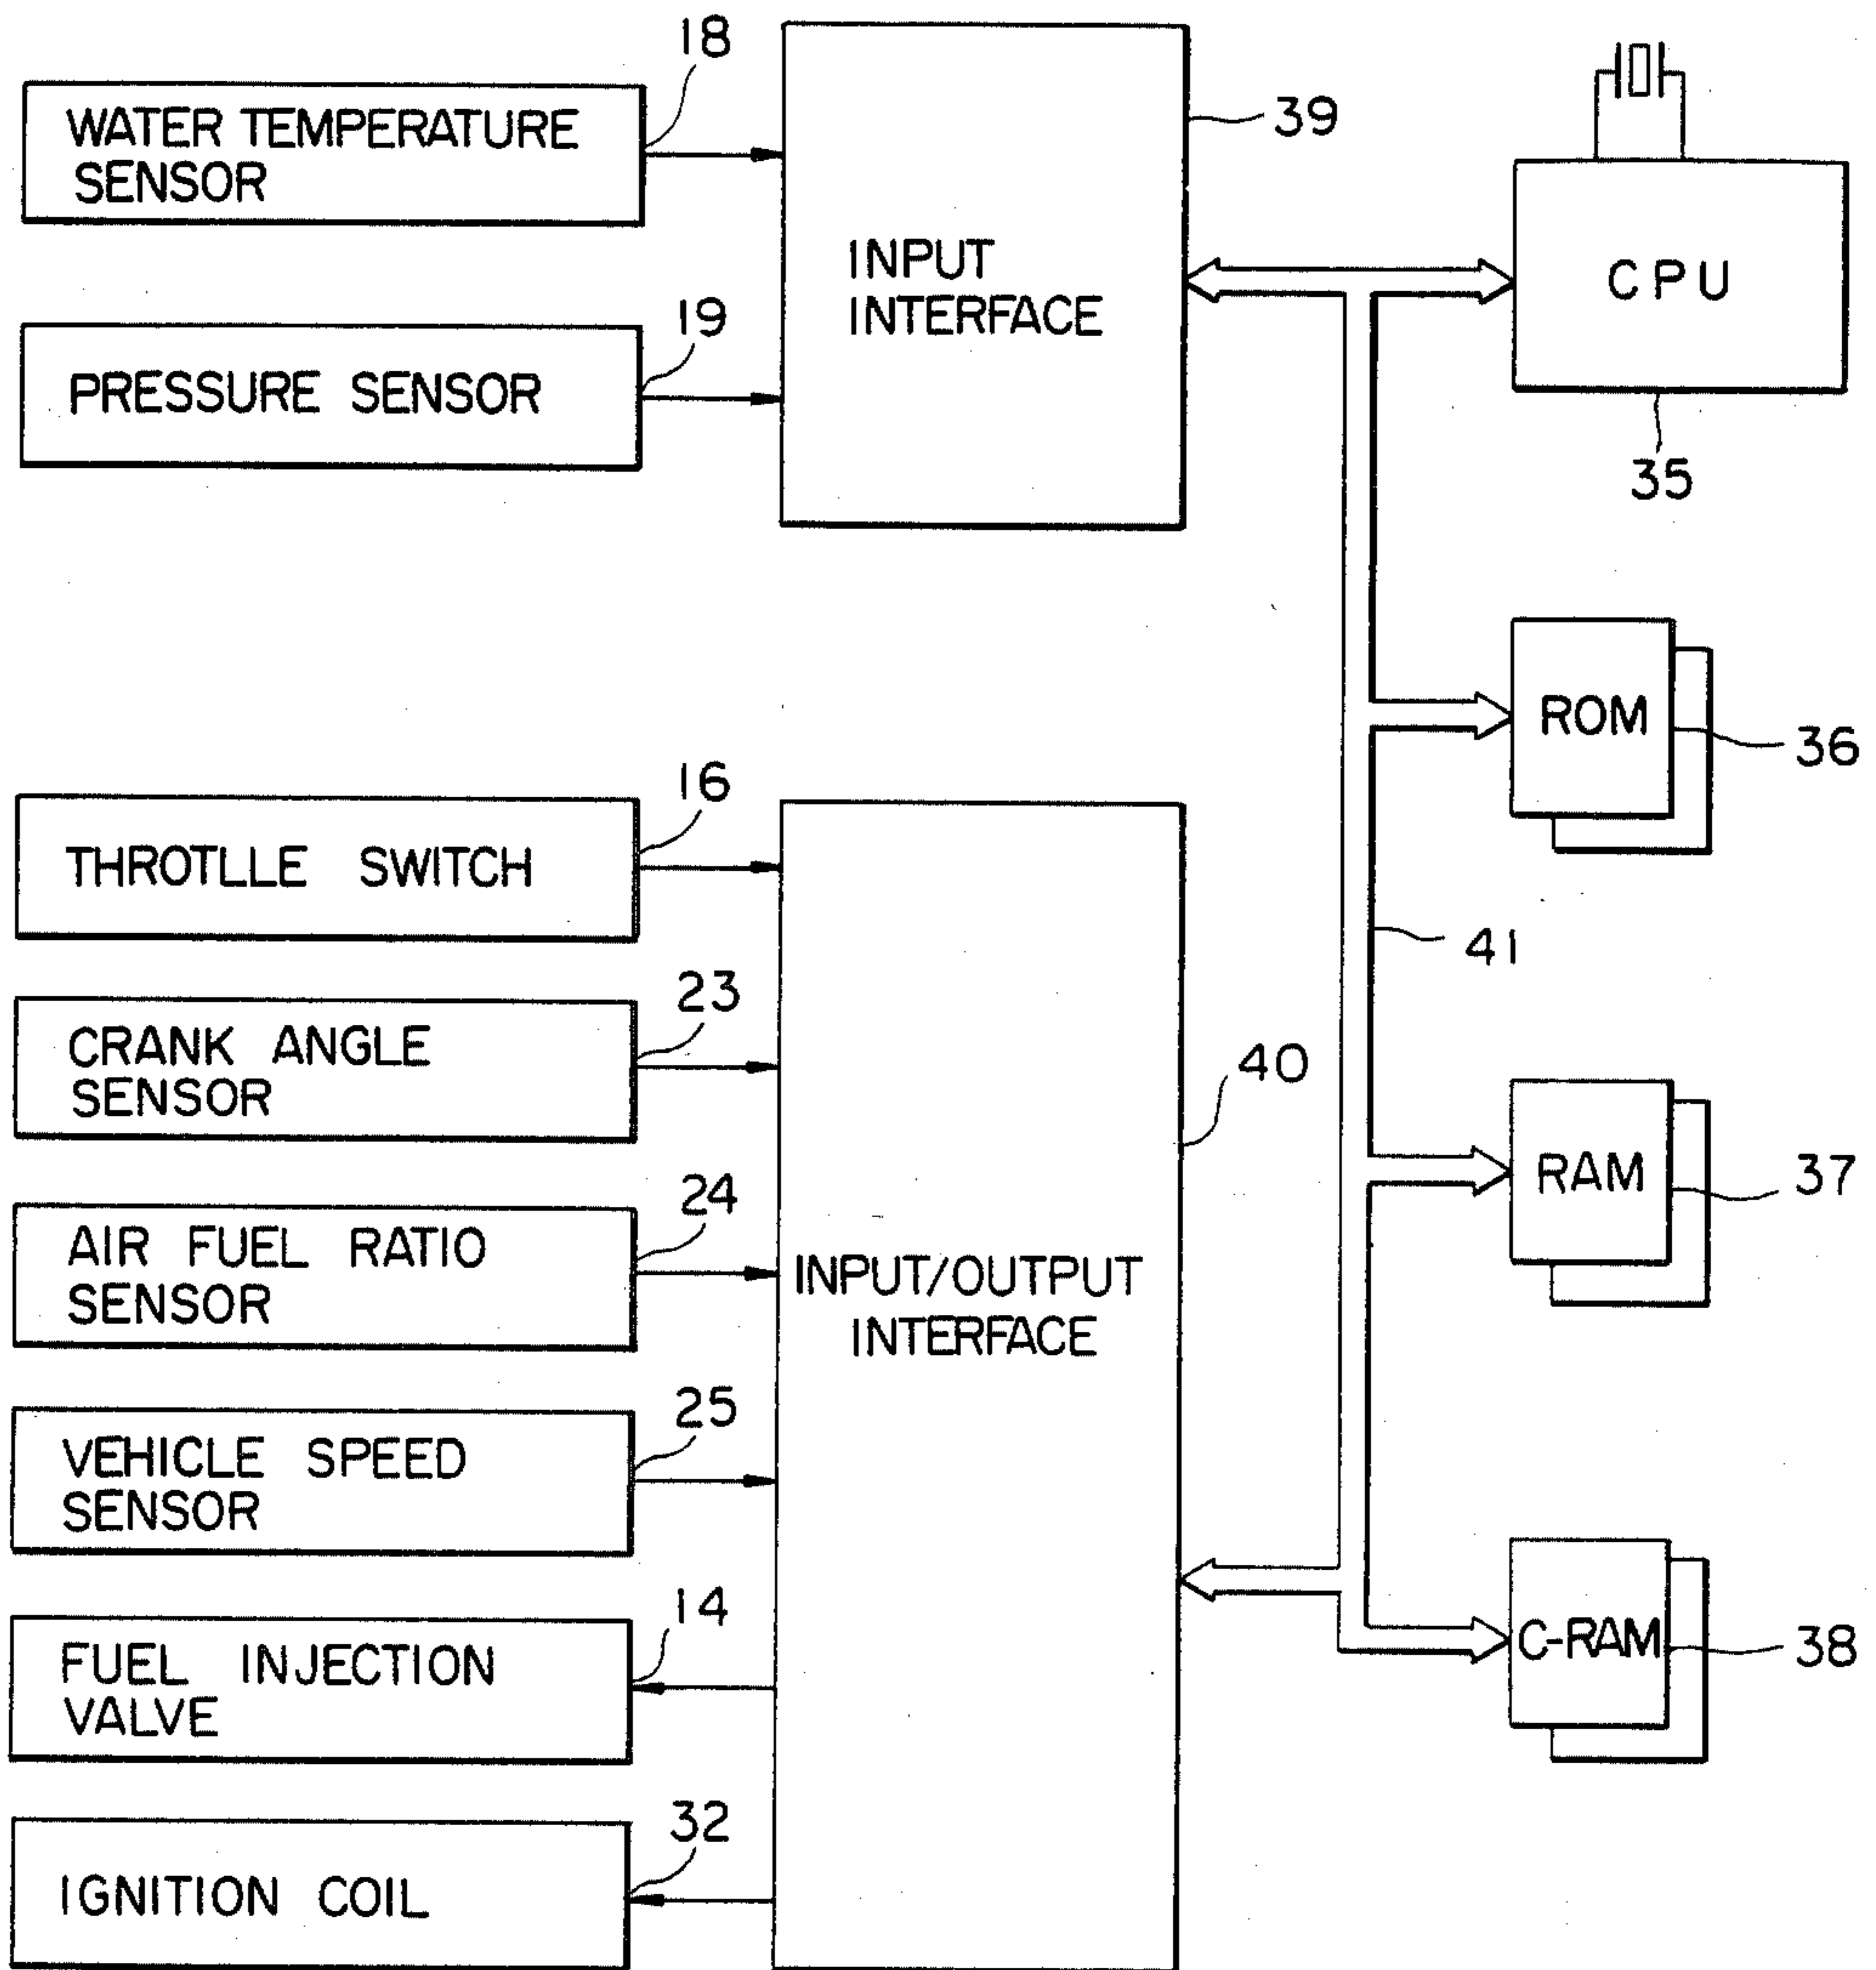 18
WATER TEMPERATURE
SENSOR
39
INPUT
INTERFACE
CPU
19
PRESSURE SENSOR
35
ROM
36
16
THROTLLE SWITCH
41
23
CRANK ANGLE
SENSOR
40
RAM
37
24
AIR FUEL RATIO
SENSOR
INPUT/OUTPUT
INTERFACE
25
VEHICLE SPEED
SENSOR
14
FUEL INJECTION
VALVE
C-RAM
38
32
IGNITION COIL